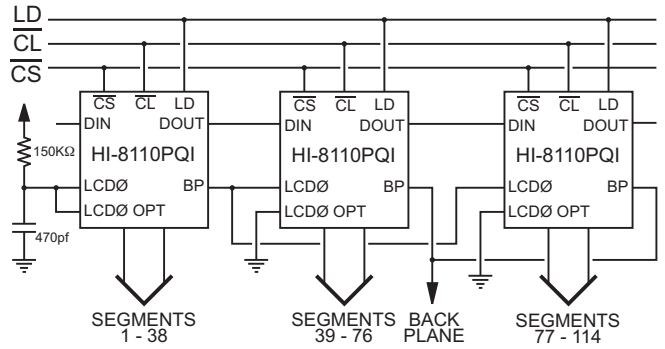 LD
CL
CS
CS CL LD
DIN DOUT
HI-8110PQI
LCDØ BP
LCDØ OPT
CS CL LD
DIN DOUT
HI-8110PQI
LCDØ BP
LCDØ OPT
CS CL LD
DIN DOUT
HI-8110PQI
LCDØ BP
LCDØ OPT
150KΩ
470pf
SEGMENTS
1 - 38
SEGMENTS
39 - 76
BACK
PLANE
SEGMENTS
77 - 114